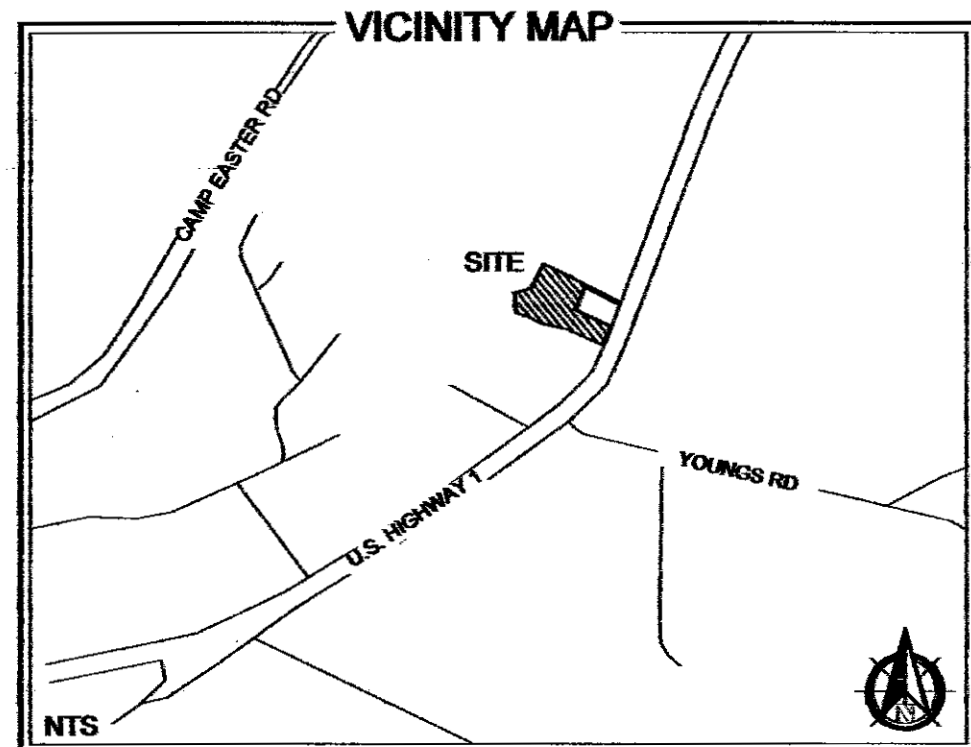 VICINITY MAP
CAMP EASTER RD
SITE
YOUNGS RD
U.S. HIGHWAY 1
NTS
N